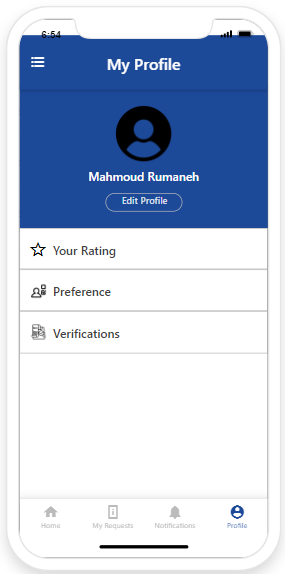 6:54
My Profile
Mahmoud Rumaneh
Edit Profile
Your Rating
Preference
Verifications
Home
My Requests
Notifications
Profile